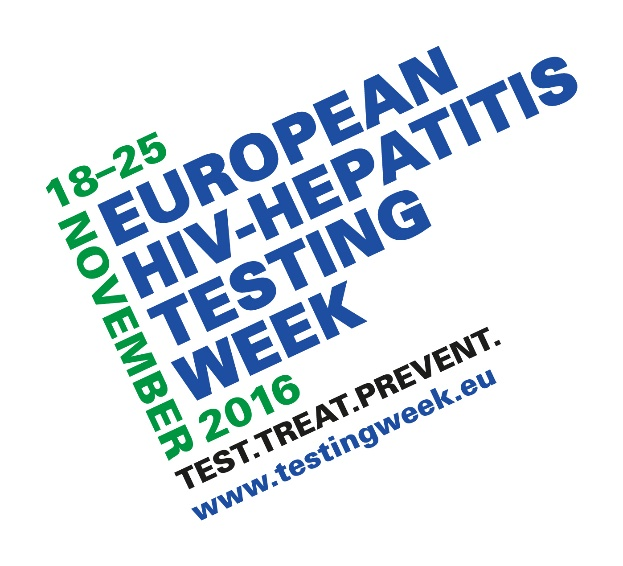 18–25
NOVEMBER
EUROPEAN
HIV-HEPATITIS
TESTING
WEEK
2016
TEST.TREAT.PREVENT.
www.testingweek.eu